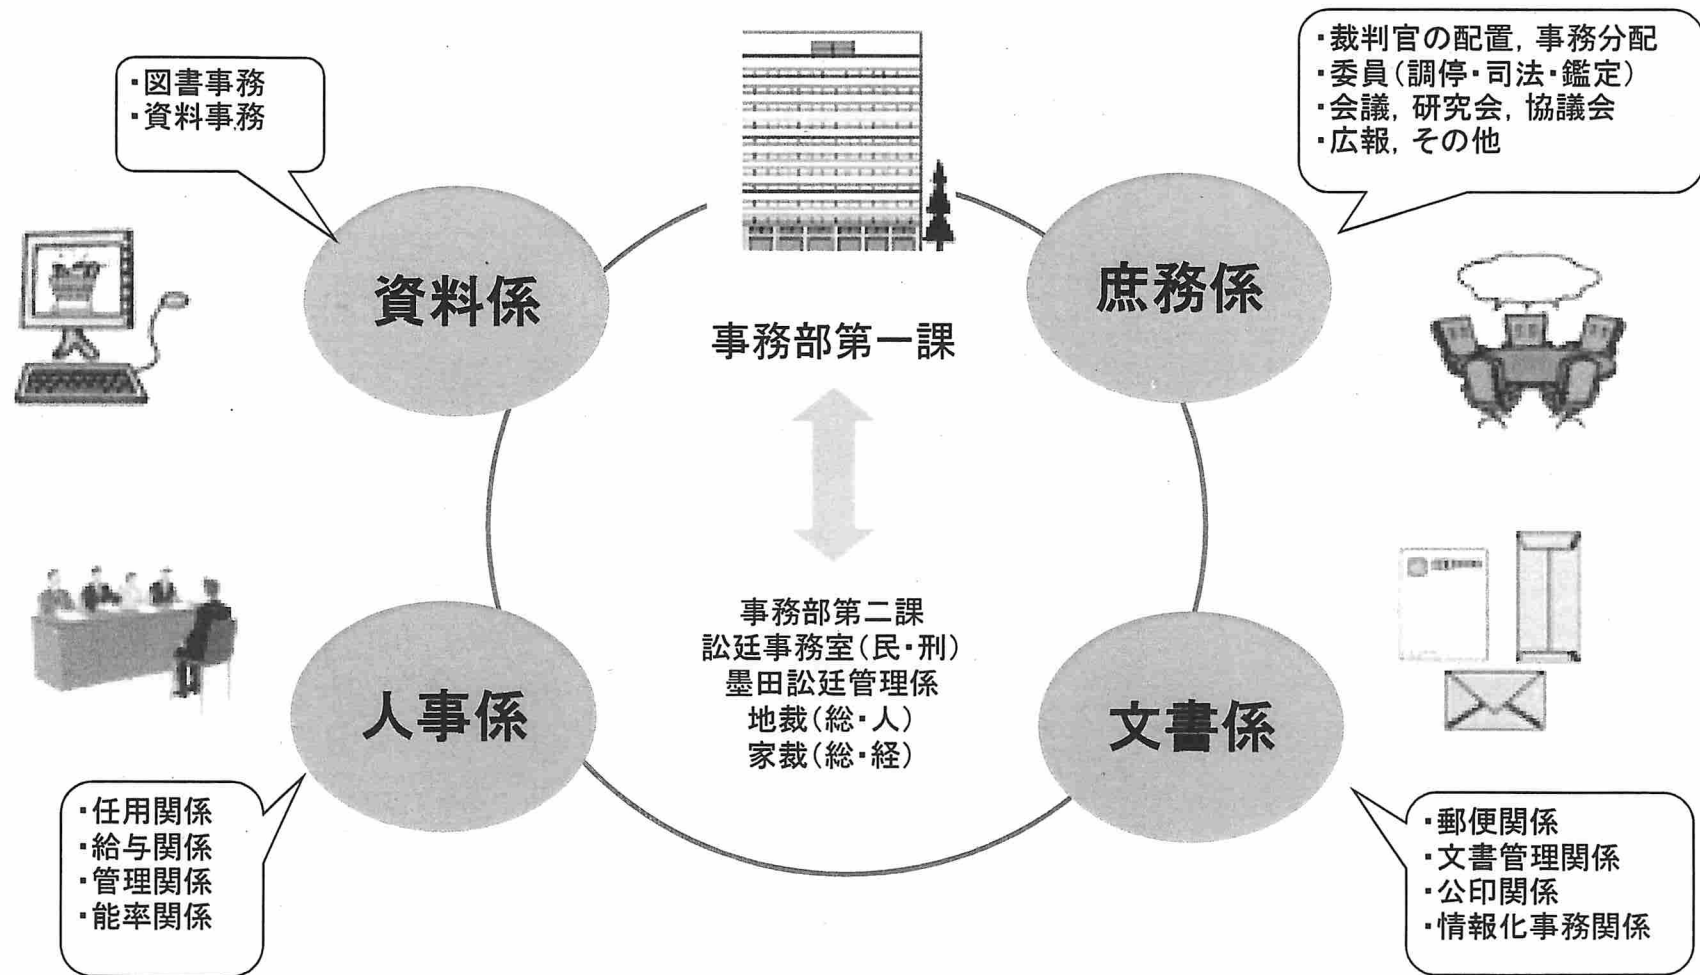 ・図書事務
・資料事務
・裁判官の配置，事務分配
・委員（調停・司法・鑑定）
・会議，研究会，協議会
・広報，その他
資料係
事務部第一課
庶務係
事務部第二課
訟廷事務室（民・刑）
墨田訟廷管理係
地裁（総・人）
家裁（総・経）
人事係
文書係
・任用関係
・給与関係
・管理関係
・能率関係
・郵便関係
・文書管理関係
・公印関係
・情報化事務関係